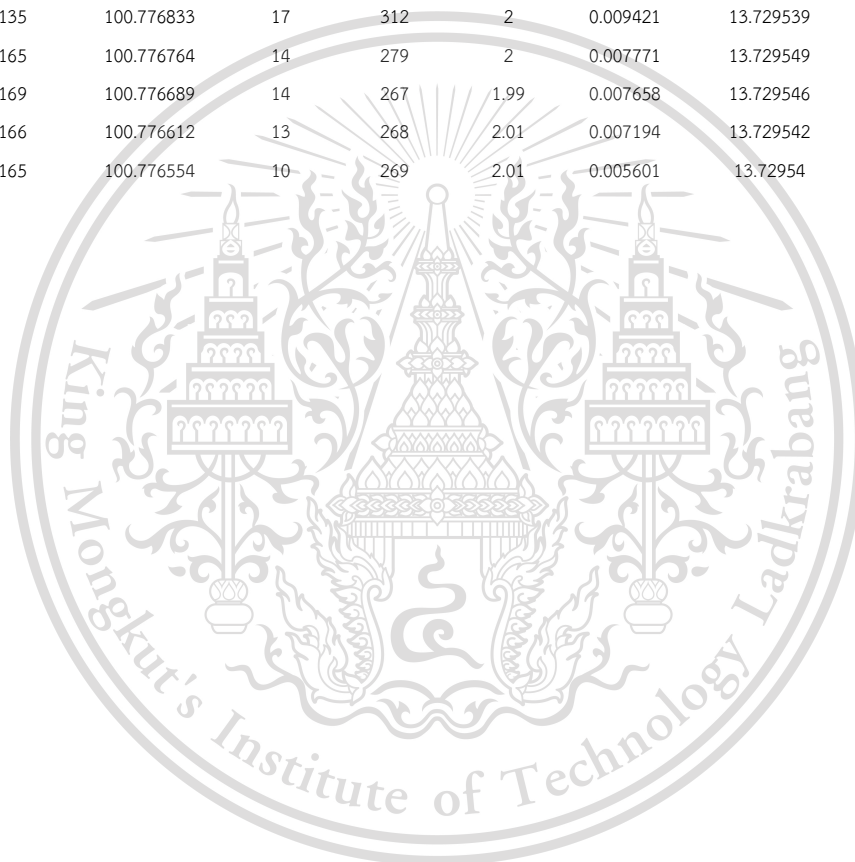 135 100.776833 17 312 2 0.009421 13.729539
165 100.776764 14 279 2 0.007771 13.729549
169 100.776689 14 267 1.99 0.007658 13.729546
166 100.776612 13 268 2.01 0.007194 13.729542
165 100.776554 10 269 2.01 0.005601 13.72954
King Mongkut's Institute of Technology Ladkrabang